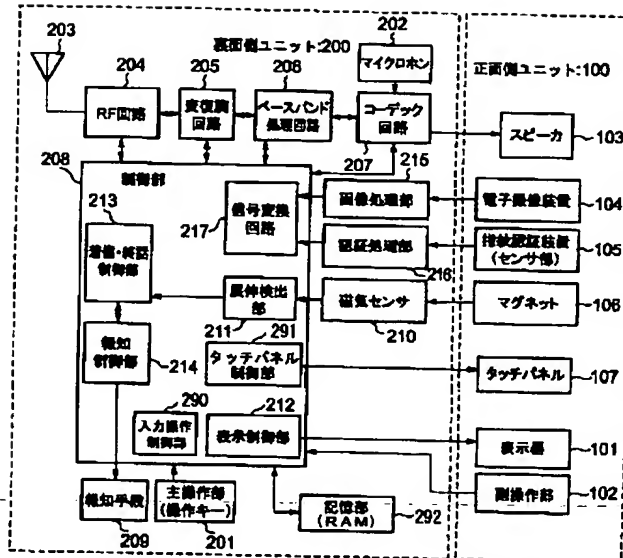 203
裏面側ユニット:200
202
マイクロホン
正面側ユニット:100
204
205
206
RF回路
変復調
回路
ベースバンド
処理回路
コーデック
回路
207
スピーカ
103
208
制御部
215
213
信号変換
回路
217
画像処理部
電子撮像装置
104
着信・終話
制御部
認証処理部
216
指紋認証装置
(センサ部)
105
展伸検出
部
211
磁気センサ
210
マグネット
106
291
報知
制御部
214
タッチパネル
制御部
タッチパネル
107
290
212
入力操作
制御部
表示制御部
表示器
101
副操作部
102
報知手段
209
主操作部
(操作キー)
201
記憶部
(RAM)
292